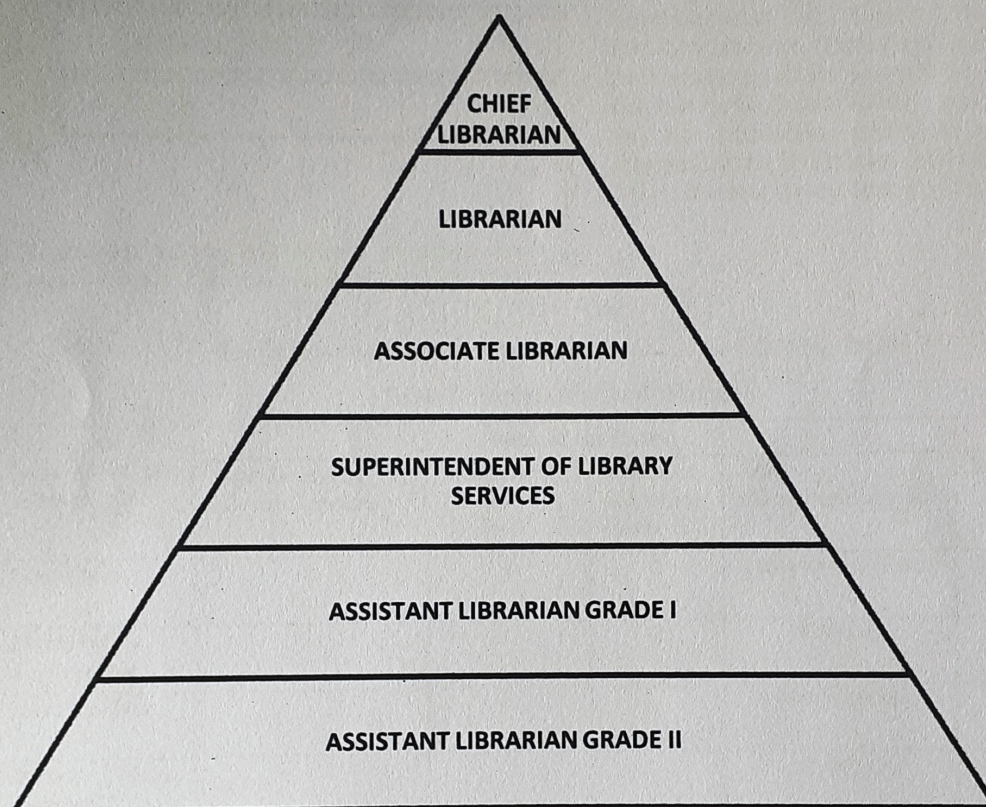 CHIEF
LIBRARIAN
LIBRARIAN
ASSOCIATE LIBRARIAN
SUPERINTENDENT OF LIBRARY
SERVICES
ASSISTANT LIBRARIAN GRADE I
ASSISTANT LIBRARIAN GRADE II